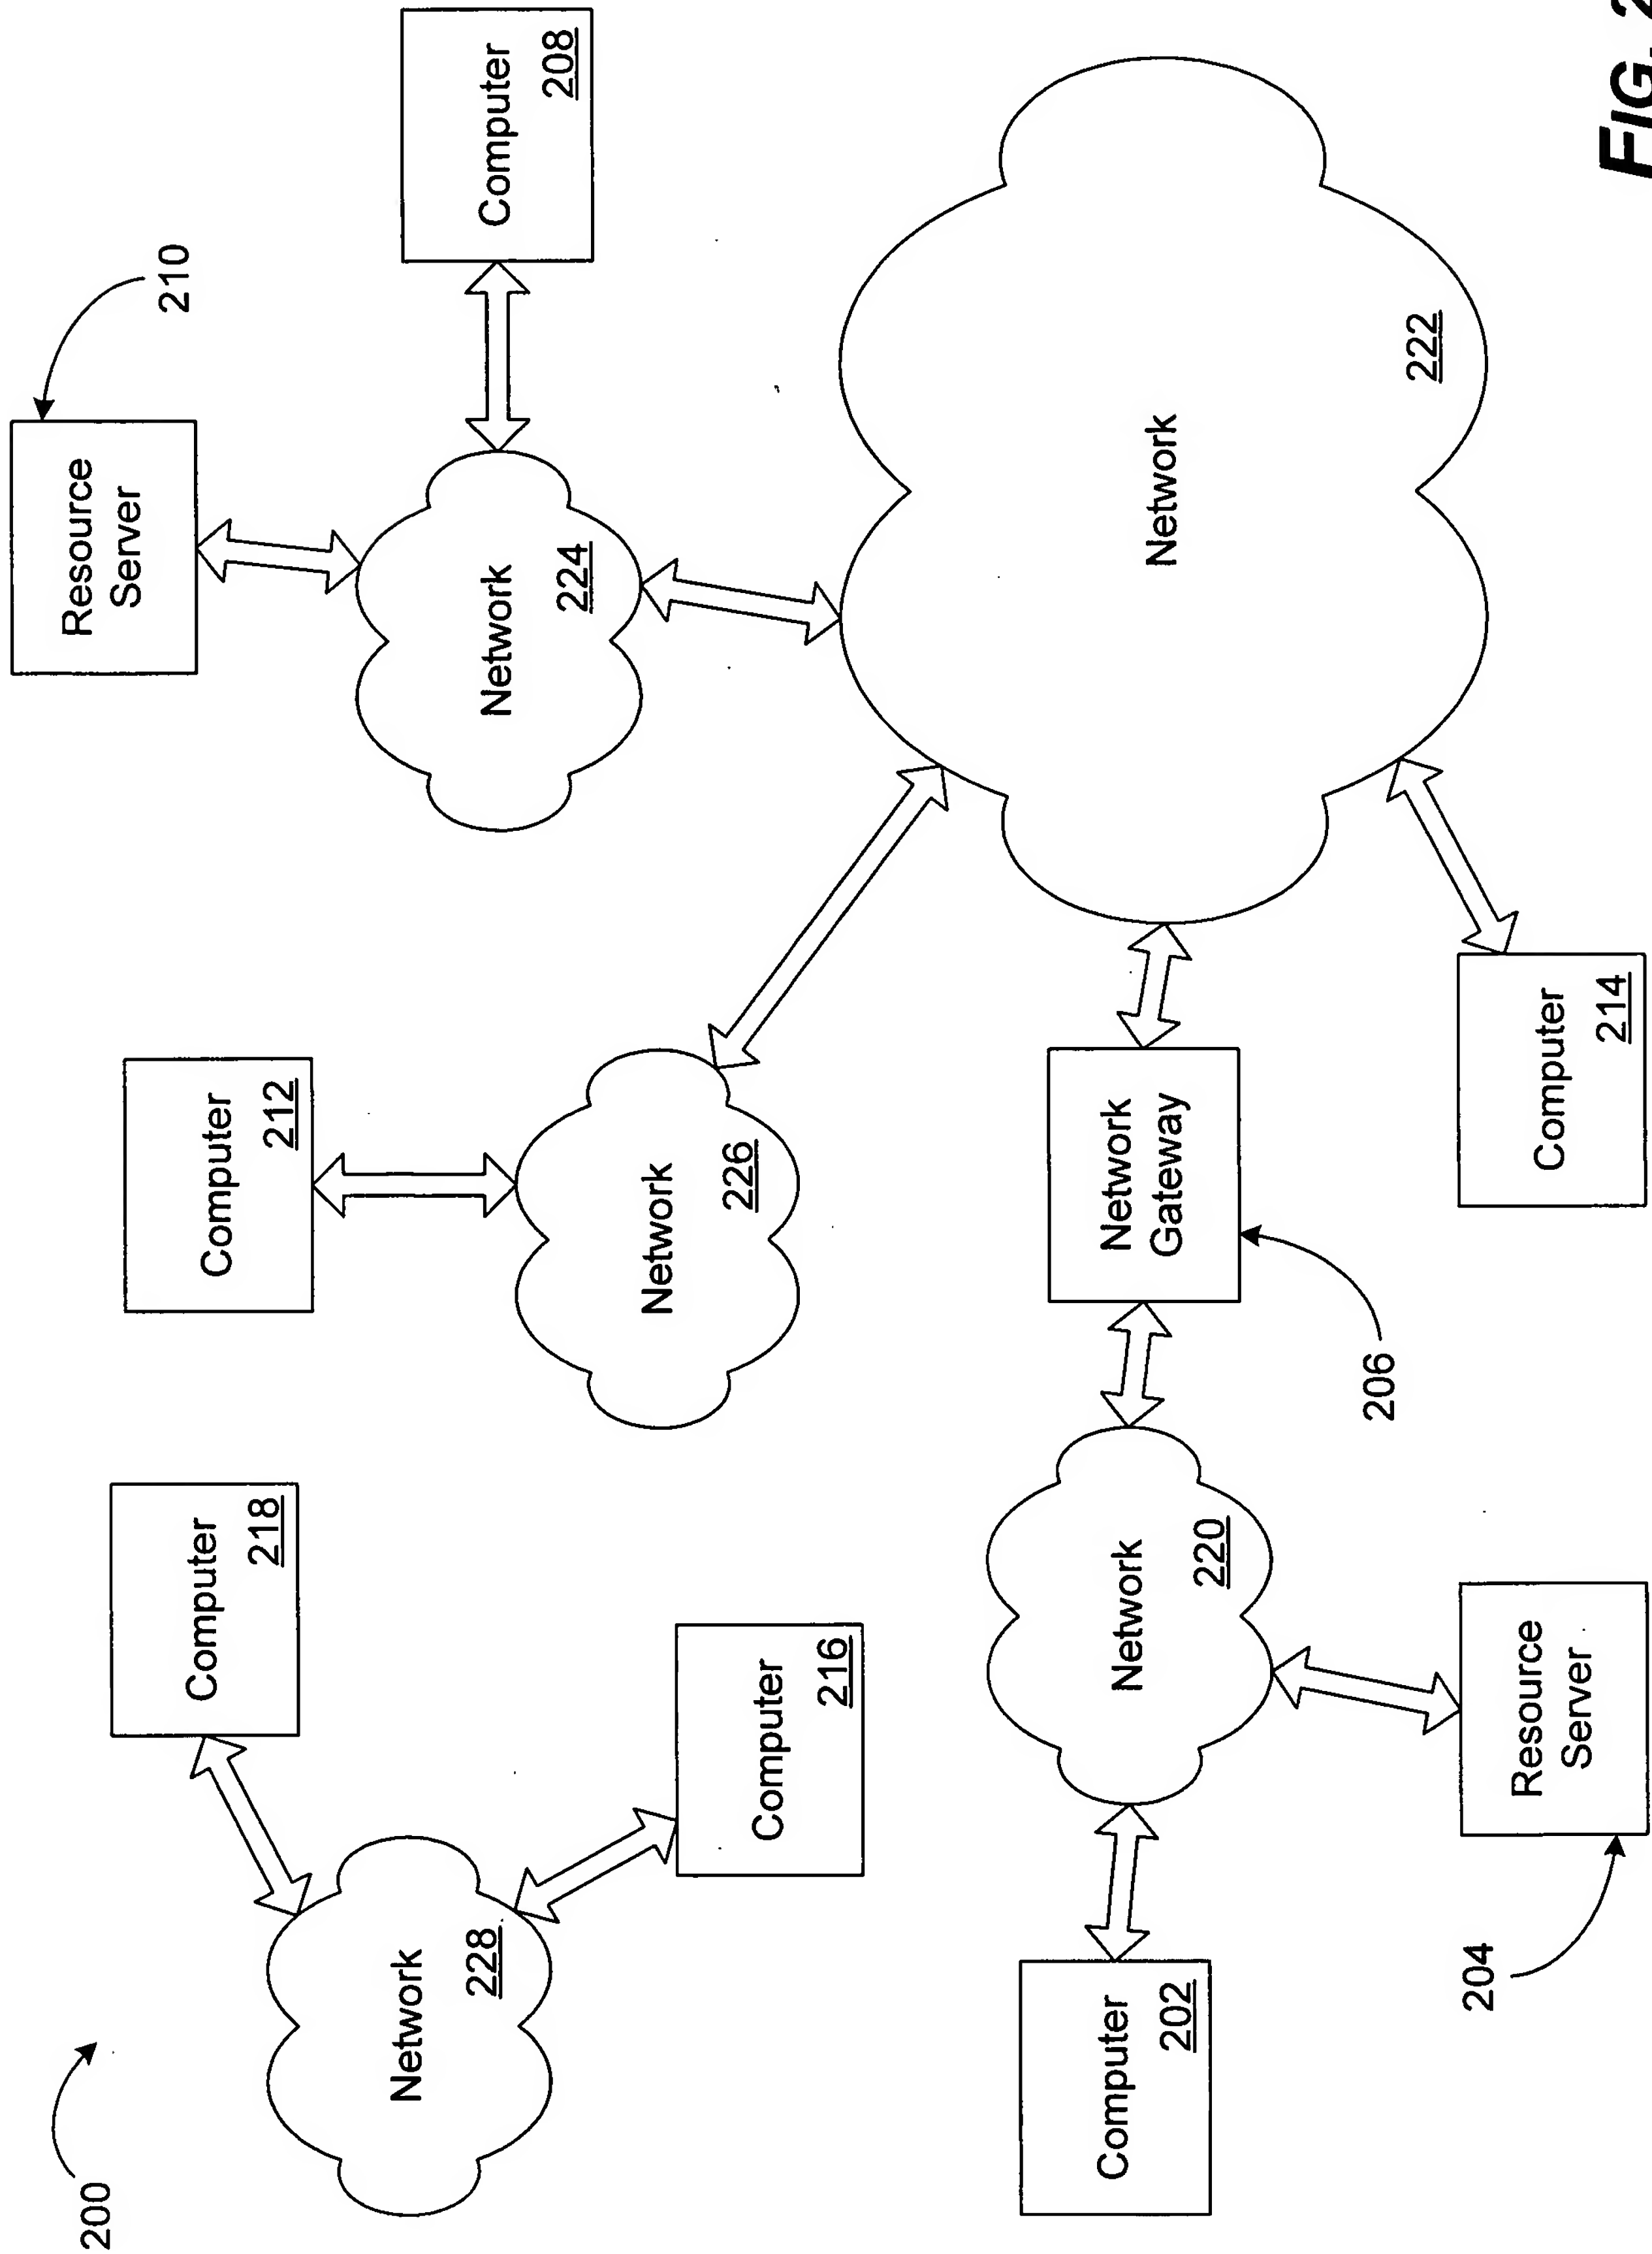 200
Resource
Server
210
Computer
218
Computer
212
Network
228
Network
224
Computer
208
Computer
216
Network
226
Computer
202
Network
220
Network
Gateway
206
Network
222
204
Resource
Server
Computer
214
FIG. 2